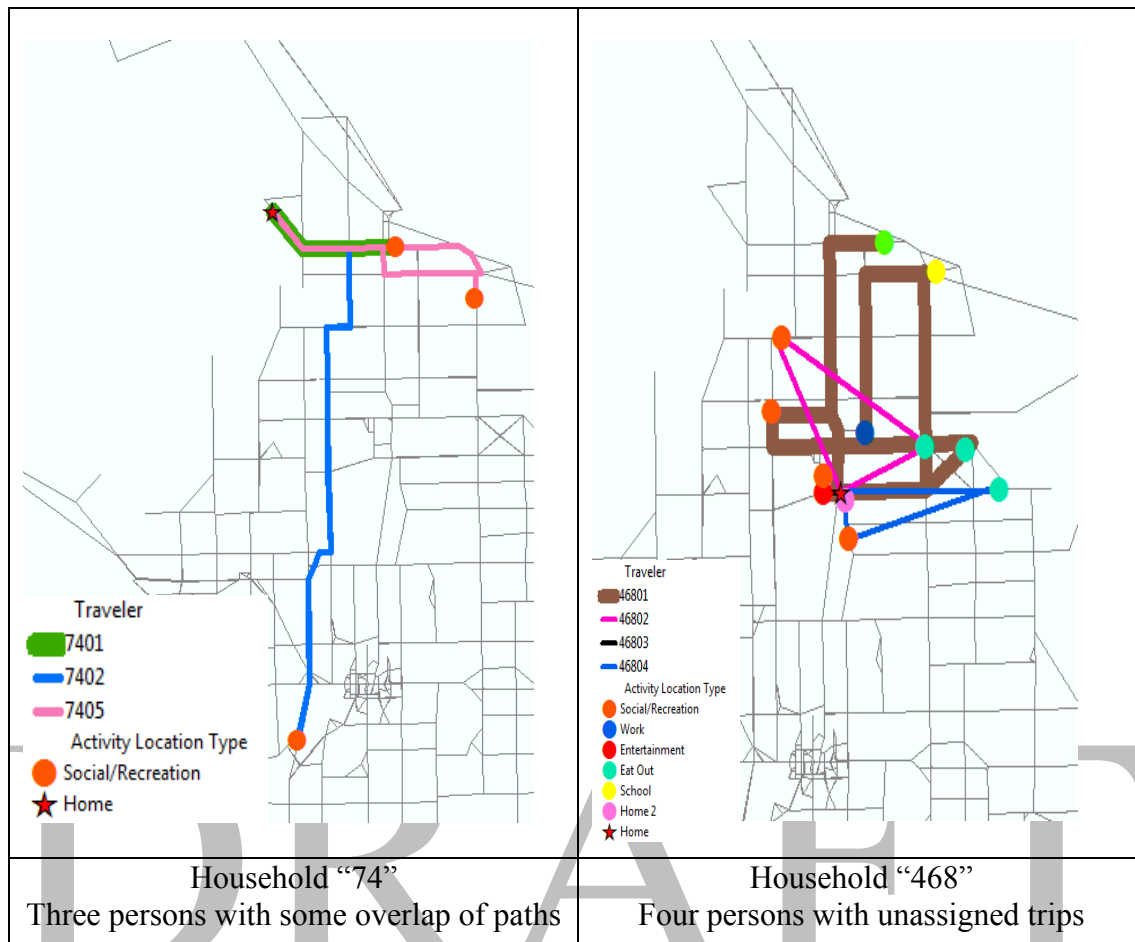 Traveler
7401
7402
7405
Activity Location Type
Social/Recreation
Home
Traveler
46801
46802
46803
46804
Activity Location Type
Social/Recreation
Work
Entertainment
Eat Out
School
Home 2
Home
Household “74”
Three persons with some overlap of paths
Household “468”
Four persons with unassigned trips
DRAFT